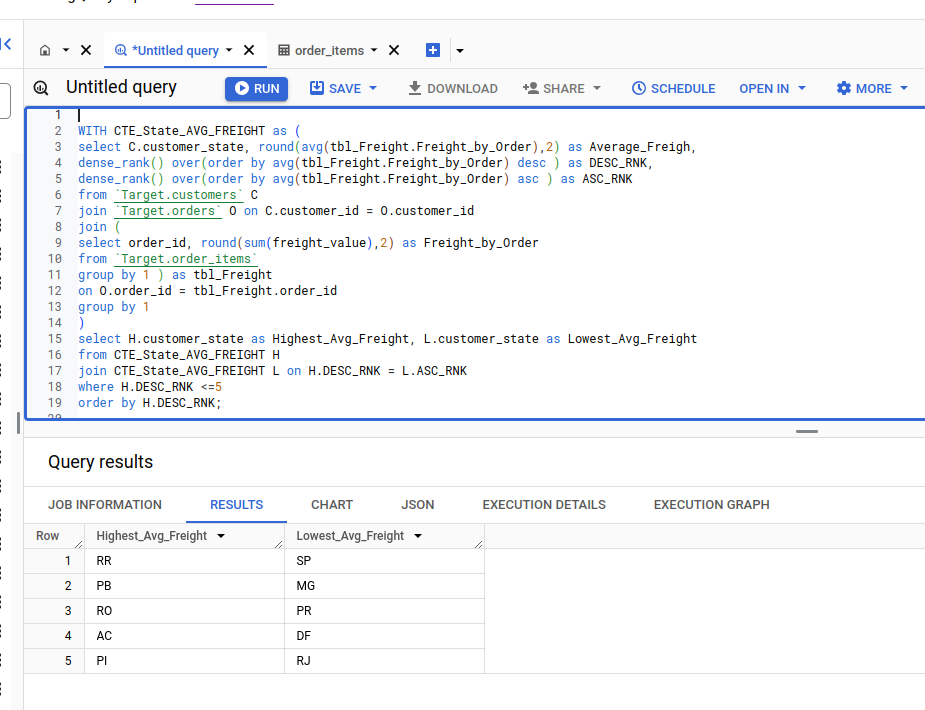 *Untitled query
order_items
Untitled query
RUN
SAVE
DOWNLOAD
SHARE
SCHEDULE
OPEN IN
MORE
1
2 WITH CTE_State_AVG_FREIGHT as (
3 select C.customer_state, round(avg(tbl_Freight.Freight_by_Order),2) as Average_Freigh,
4 dense_rank() over(order by avg(tbl_Freight.Freight_by_Order) desc ) as DESC_RNK,
5 dense_rank() over(order by avg(tbl_Freight.Freight_by_Order) asc ) as ASC_RNK
6 from `Target.customers` C
7 join `Target.orders` O on C.customer_id = O.customer_id
8 join (
9 select order_id, round(sum(freight_value),2) as Freight_by_Order
10 from `Target.order_items`
11 group by 1 ) as tbl_Freight
12 on O.order_id = tbl_Freight.order_id
13 group by 1
14 )
15 select H.customer_state as Highest_Avg_Freight, L.customer_state as Lowest_Avg_Freight
16 from CTE_State_AVG_FREIGHT H
17 join CTE_State_AVG_FREIGHT L on H.DESC_RNK = L.ASC_RNK
18 where H.DESC_RNK <=5
19 order by H.DESC_RNK;
20
Query results
JOB INFORMATION RESULTS CHART JSON EXECUTION DETAILS EXECUTION GRAPH
Row Highest_Avg_Freight Lowest_Avg_Freight
1 RR SP
2 PB MG
3 RO PR
4 AC DF
5 PI RJ